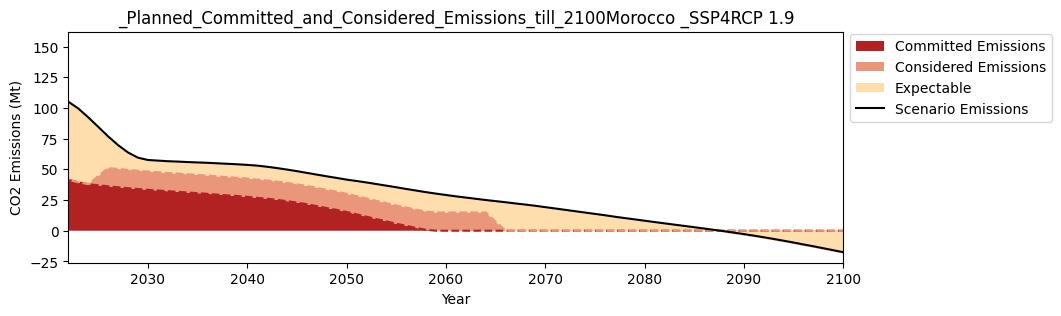 _Planned_Committed_and_Considered_Emissions_till_2100Morocco _SSP4RCP 1.9
150
125
100
75
50
25
0
−25
CO2 Emissions (Mt)
2030 2040 2050 2060 2070 2080 2090 2100
Year
Committed Emissions
Considered Emissions
Expectable
Scenario Emissions